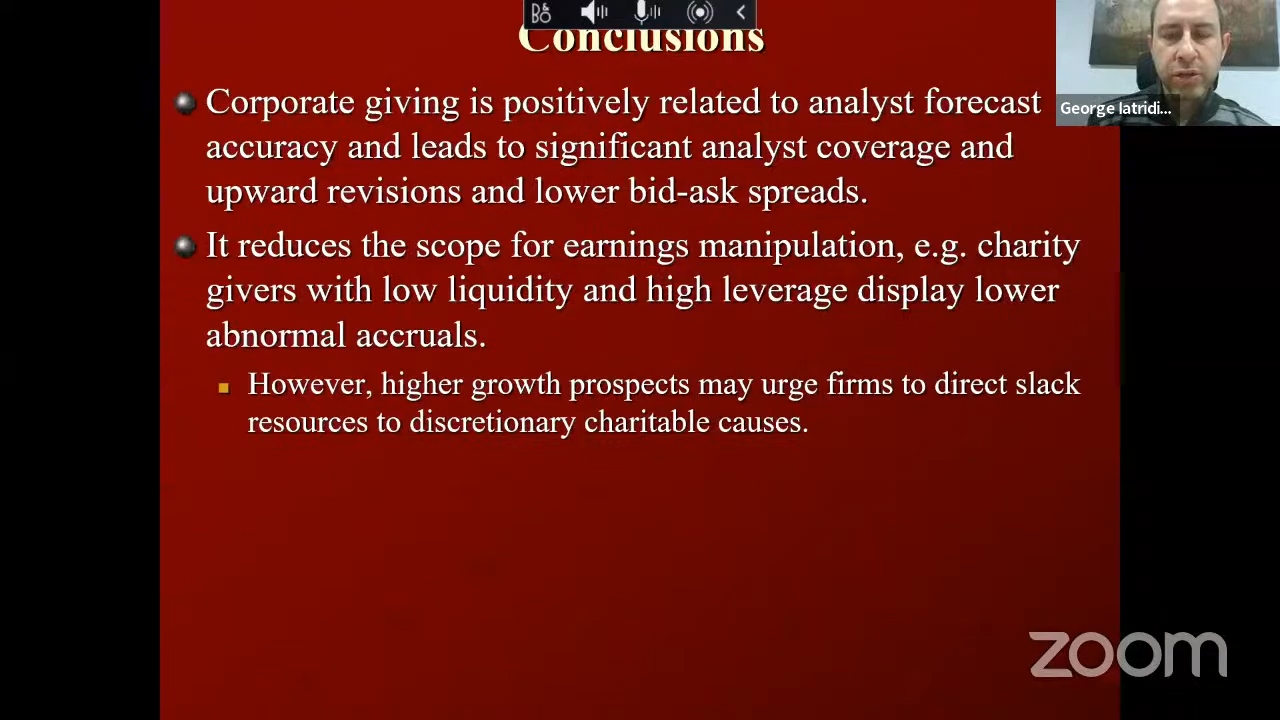 Conclusions
Corporate giving is positively related to analyst forecast
accuracy and leads to significant analyst coverage and
upward revisions and lower bid-ask spreads.
It reduces the scope for earnings manipulation, e.g. charity
givers with low liquidity and high leverage display lower
abnormal accruals.
However, higher growth prospects may urge firms to direct slack
resources to discretionary charitable causes.
George Iatridi...
zoom